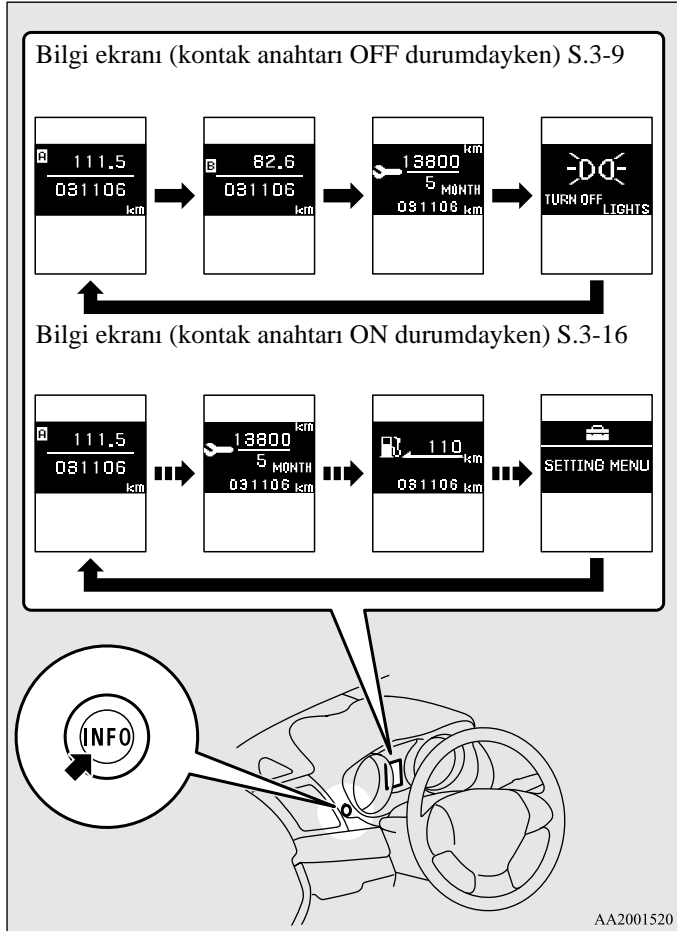 Bilgi ekranı (kontak anahtarı OFF durumdayken) S.3-9
A 111.5
031106
km
B 82.6
031106
km
km
13800
5 MONTH
031106 km
TURN OFF
LIGHTS
Bilgi ekranı (kontak anahtarı ON durumdayken) S.3-16
A 111.5
031106
km
km
13800
5 MONTH
031106 km
110 km
031106 km
SETTING MENU
INFO
AA2001520